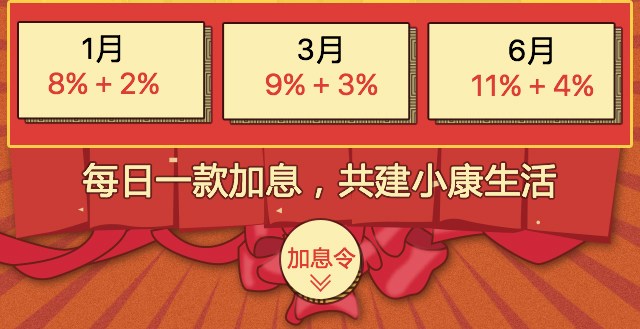 1月 3月 6月
8% + 2% 9% + 3% 11% + 4%
每日一款加息，共建小康生活
加息令